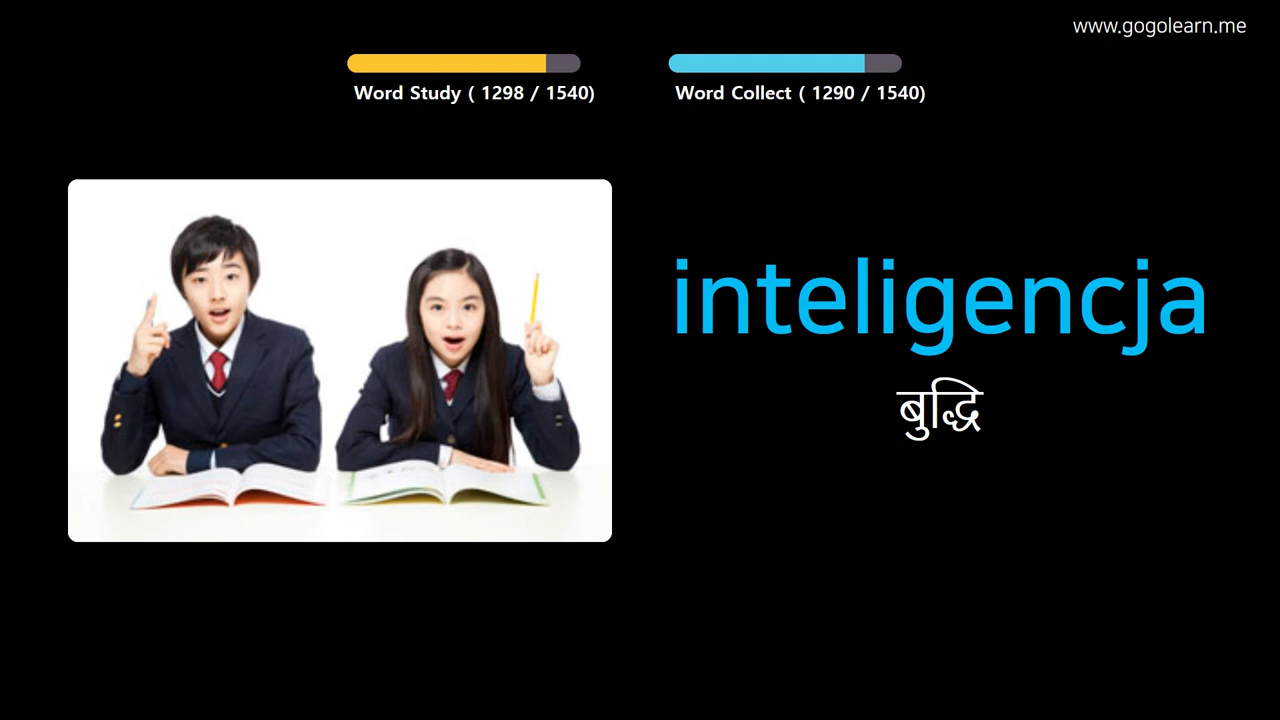 www.gogolearn.me
Word Study ( 1298 / 1540)
Word Collect ( 1290 / 1540)
inteligencja
बुद्धि